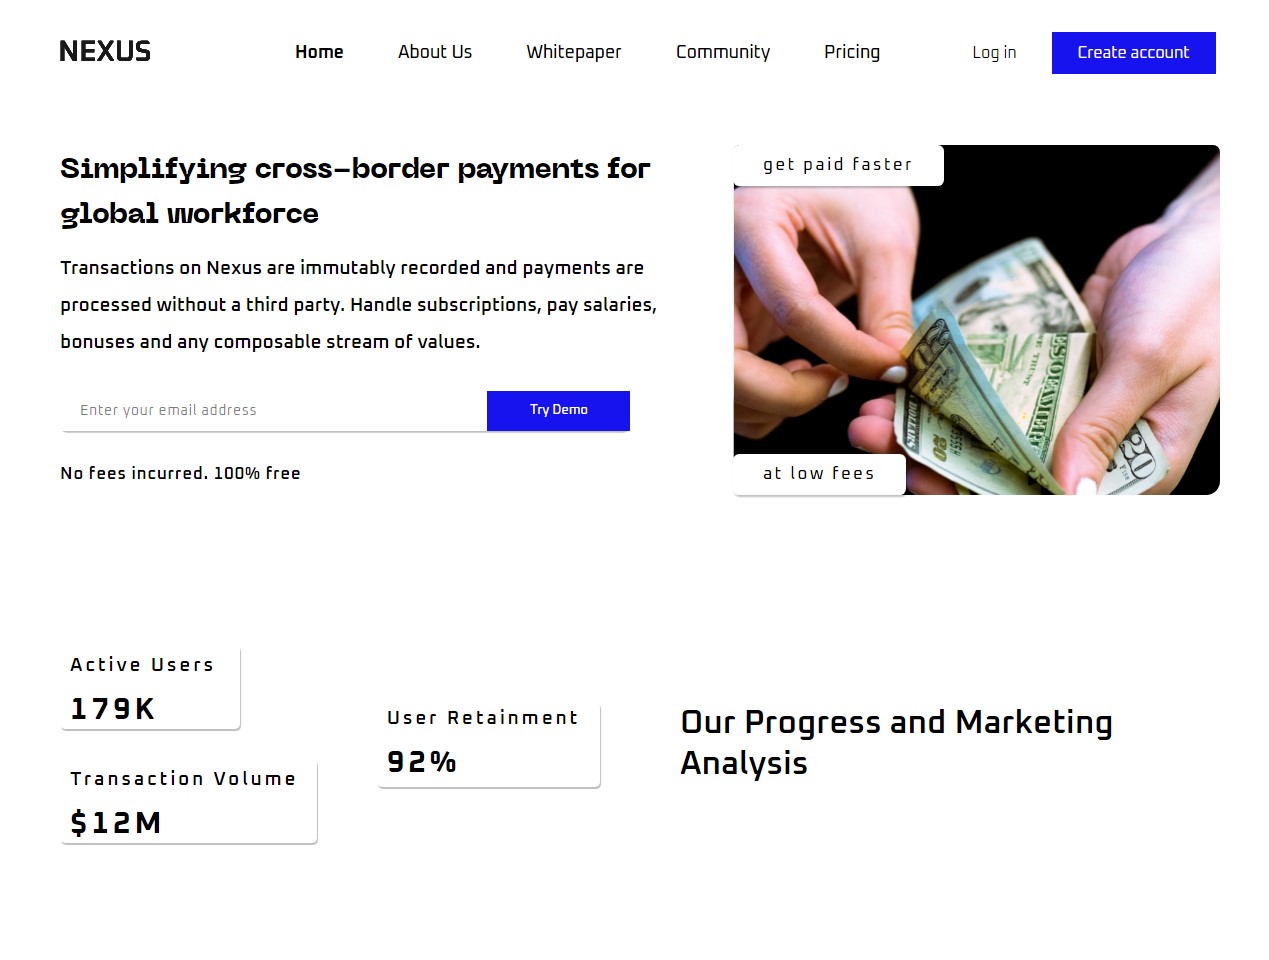 NEXUS
Home
About Us
Whitepaper
Community
Pricing
Log in
Create account
Simplifying cross-border payments for
global workforce
Transactions on Nexus are immutably recorded and payments are
processed without a third party. Handle subscriptions, pay salaries,
bonuses and any composable stream of values.
Enter your email address
Try Demo
No fees incurred. 100% free
get paid faster
at low fees
20
20
Active Users
179K
Transaction Volume
$12M
User Retainment
92%
Our Progress and Marketing
Analysis